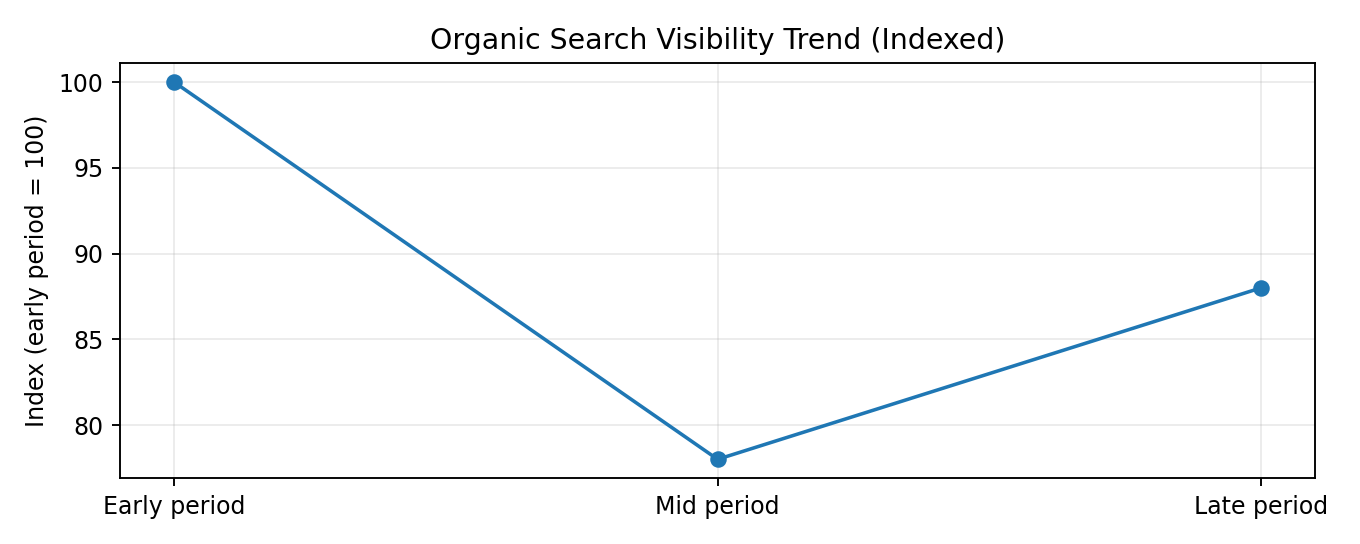 Organic Search Visibility Trend (Indexed)
Index (early period = 100)
100
95
90
85
80
Early period
Mid period
Late period